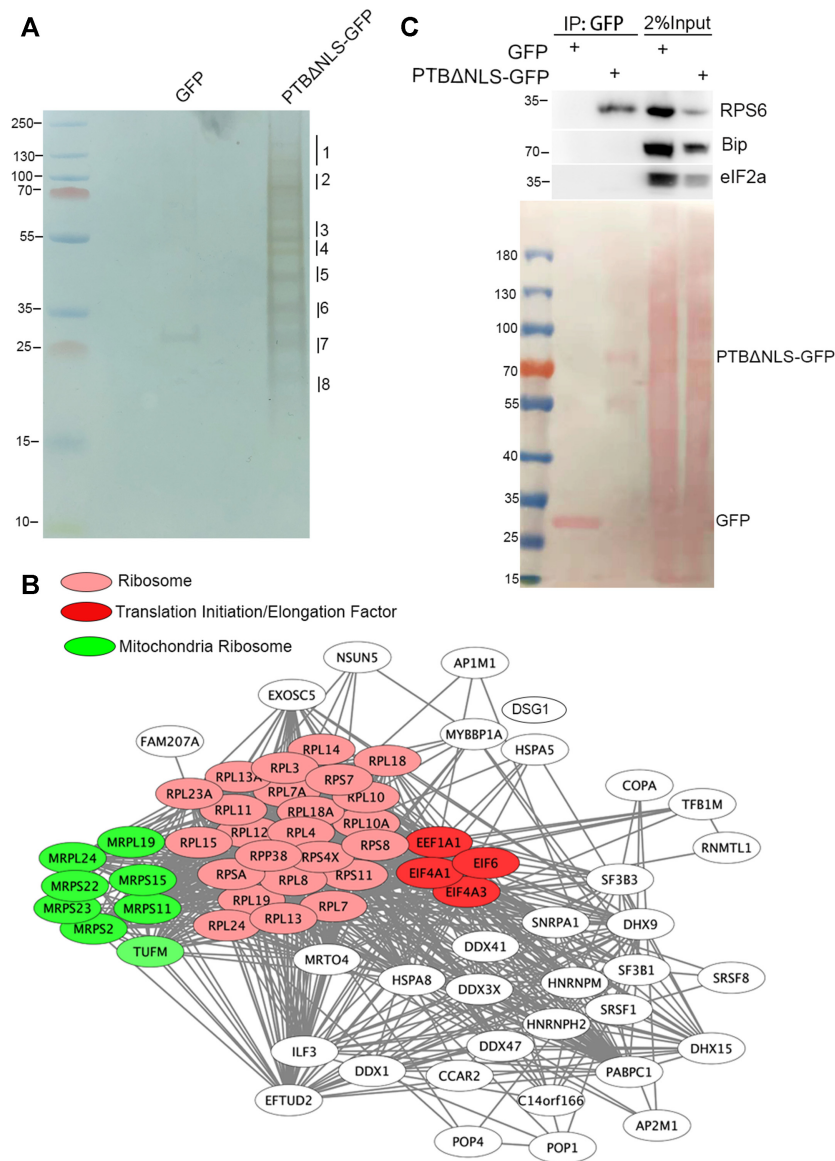 A
GFP
PTBΔNLS-GFP
250
130
100
70
55
35
25
15
10
1
2
3
4
5
6
7
8
C
IP: GFP 2%Input
GFP + +
PTBΔNLS-GFP + +
35 RPS6
70 Bip
35 eIF2a
180
130
100
70
55
40
35
25
15
PTBΔNLS-GFP
GFP
B
Ribosome
Translation Initiation/Elongation Factor
Mitochondria Ribosome
NSUN5
AP1M1
EXOSC5
DSG1
FAM207A
MYBBP1A
HSPA5
RPL14
RPL3
RPL18
RPL13A
RPS7
RPL23A
RPL7A
RPL10
COPA
TFB1M
RPL11
RPL18A
RPL10A
RPL12
RPL4
MRPL19
RPL15
RPS8
EEF1A1
RNMTL1
MRPL24
RPP38
RPS4X
EIF6
MRPS22
MRPS15
RPSA
RPL8
RPS11
EIF4A1
SF3B3
EIF4A3
MRPS23
MRPS11
RPL19
RPL7
MRPS2
RPL24
RPL13
SNRPA1
DHX9
TUFM
DDX41
MRTO4
HSPA8
DDX3X
HNRNPM
SF3B1
SRSF8
SRSF1
HNRNPH2
ILF3
DDX47
DHX15
DDX1
CCAR2
PABPC1
EFTUD2
C14orf166
AP2M1
POP4
POP1